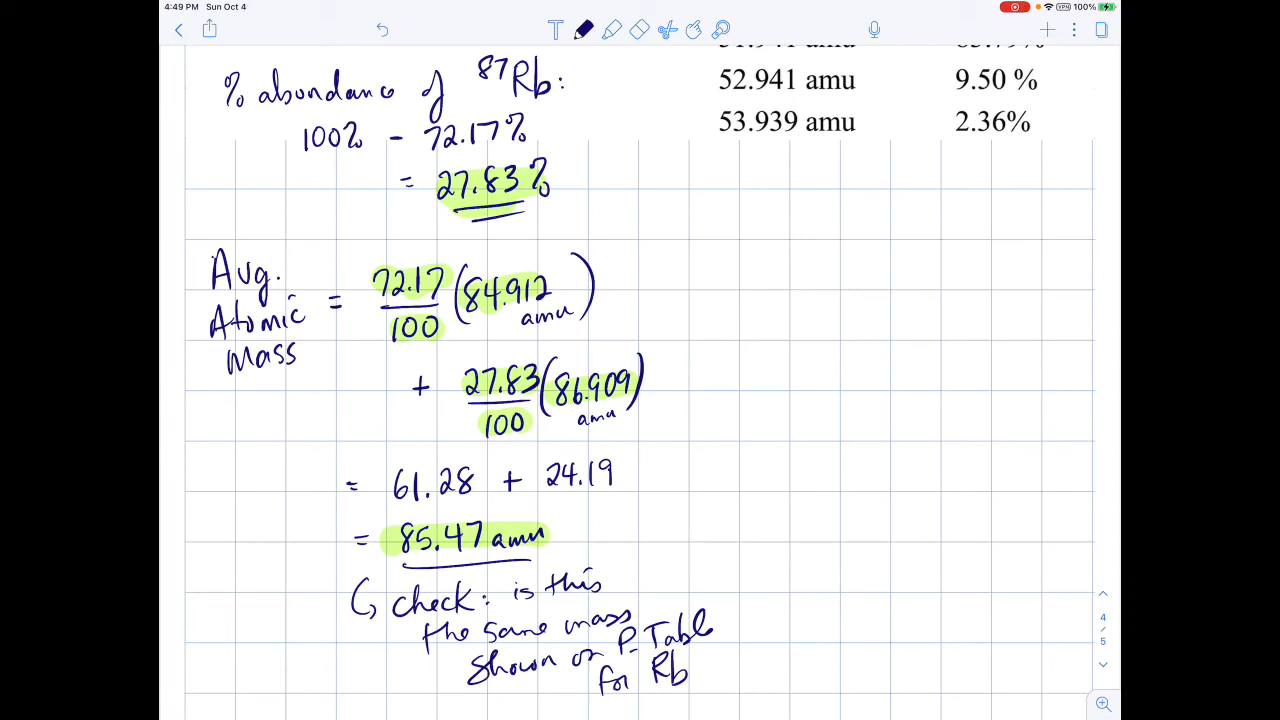 4:49 PM Sun Oct 4
VPN 100%
T
52.941 amu 9.50 %
53.939 amu 2.36%
% abundance of ⁸⁷Rb:
100% - 72.17%
= 27.83%
Avg. Atomic Mass = 72.17/100 (84.912 amu)
+ 27.83/100 (86.909 amu)
= 61.28 + 24.19
= 85.47 amu
↳ check: is this
the same mass
shown on P-Table
for Rb
4
5